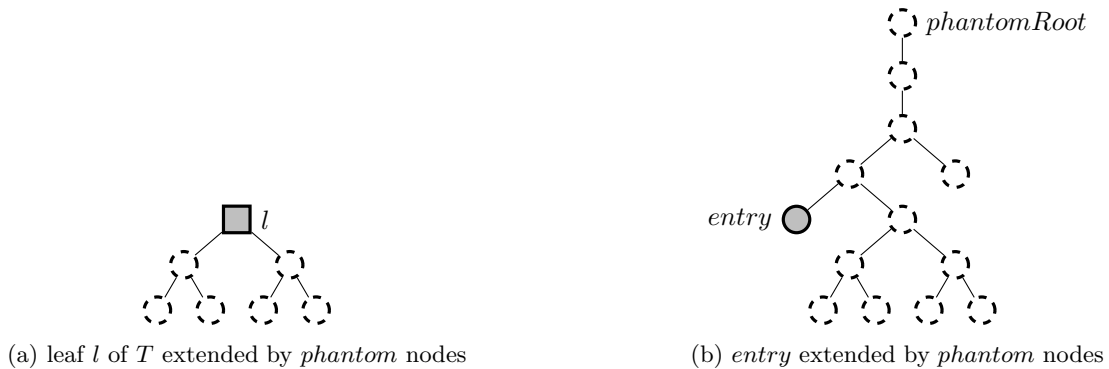 phantomRoot
entry
l
(a) leaf l of T extended by phantom nodes
(b) entry extended by phantom nodes